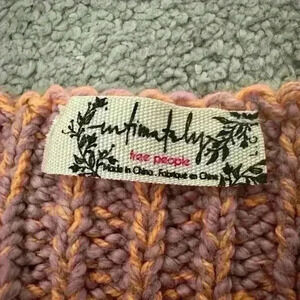 intimately
free people
Made in China . Fabriqué en Chine